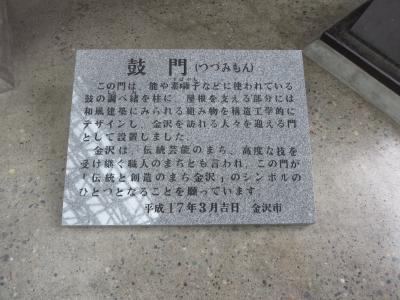 鼓門(つづみもん)
すばやし
この門は、能や素囃子などに使われている
鼓の調べ緒を柱に、屋根を支える部分には
和風建築にみられる組み物を構造工学的に
デザインし、金沢を訪れる人々を迎える門
として設置しました。
金沢は「伝統芸能のまち、高度な技を
受け継ぐ職人のまちとも言われ、この門が
「伝統と創造のまち金沢」のシンボルの
ひとつとなることを願っています。
平成17年3月吉日 金沢市